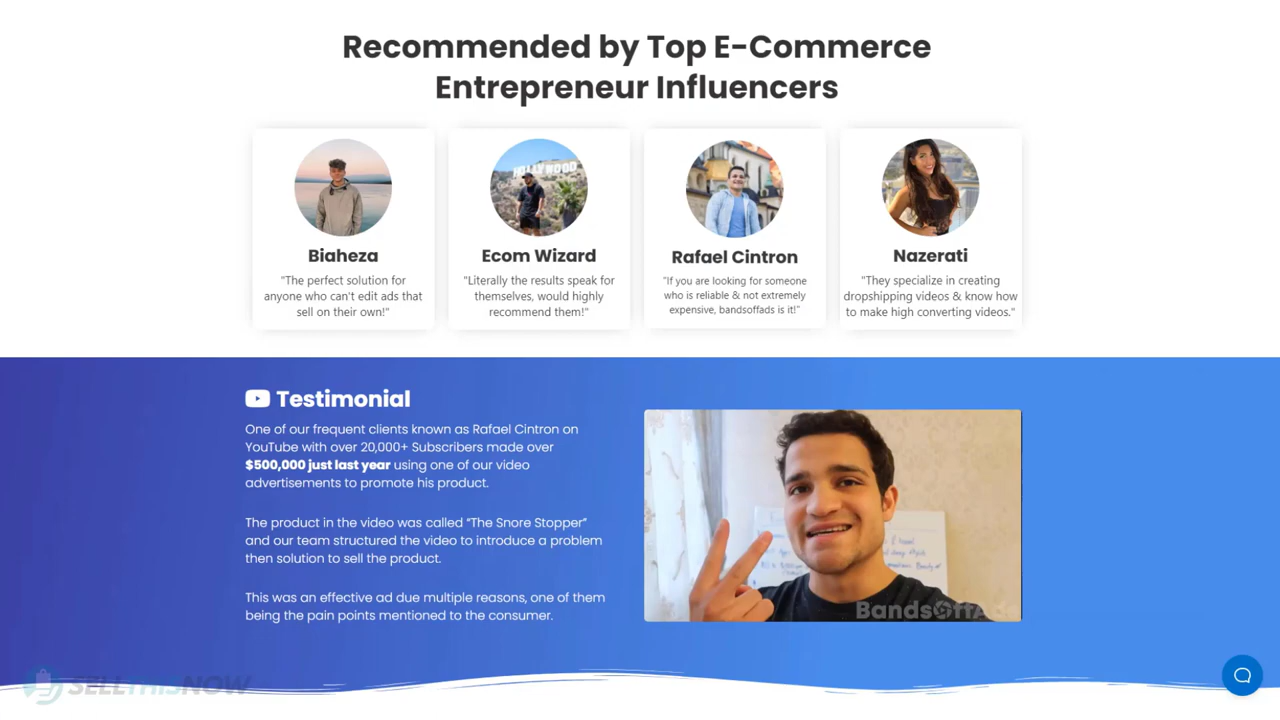 Recommended by Top E-Commerce
Entrepreneur Influencers
HOLLYWOOD
Biaheza
"The perfect solution for
anyone who can't edit ads that
sell on their own!"
Ecom Wizard
"Literally the results speak for
themselves, would highly
recommend them!"
Rafael Cintron
"If you are looking for someone
who is reliable & not extremely
expensive, bandsoffads is it!"
Nazerati
"They specialize in creating
dropshipping videos & know how
to make high converting videos."
Testimonial
One of our frequent clients known as Rafael Cintron on
YouTube with over 20,000+ Subscribers made over
$500,000 just last year using one of our video
advertisements to promote his product.
The product in the video was called “The Snore Stopper”
and our team structured the video to introduce a problem
then solution to sell the product.
This was an effective ad due multiple reasons, one of them
being the pain points mentioned to the consumer.
BandsOffAds
SELLTHISNOW